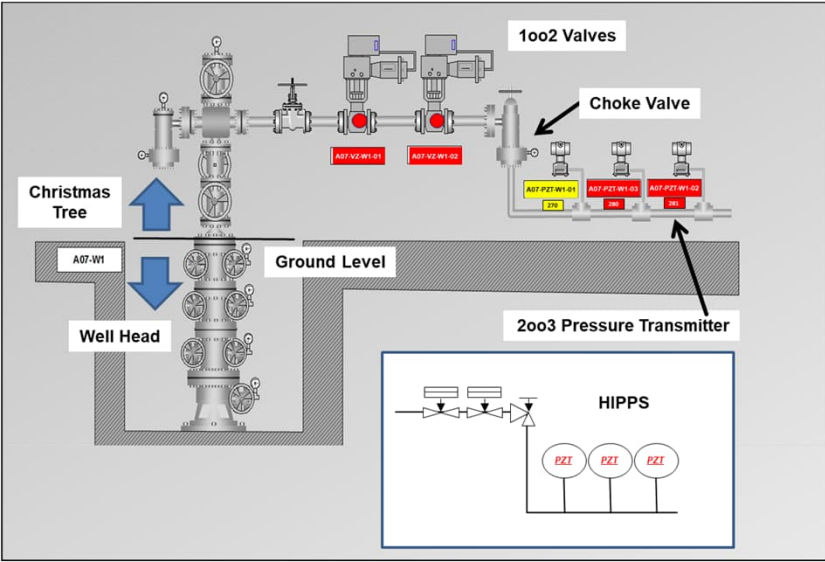 1oo2 Valves
Choke Valve
A07-VZ-W1-01
A07-VZ-W1-02
A07-PZT-W1-01
A07-PZT-W1-03
A07-PZT-W1-02
270
280
281
Christmas
Tree
A07-W1
Ground Level
Well Head
2oo3 Pressure Transmitter
HIPPS
PZT
PZT
PZT